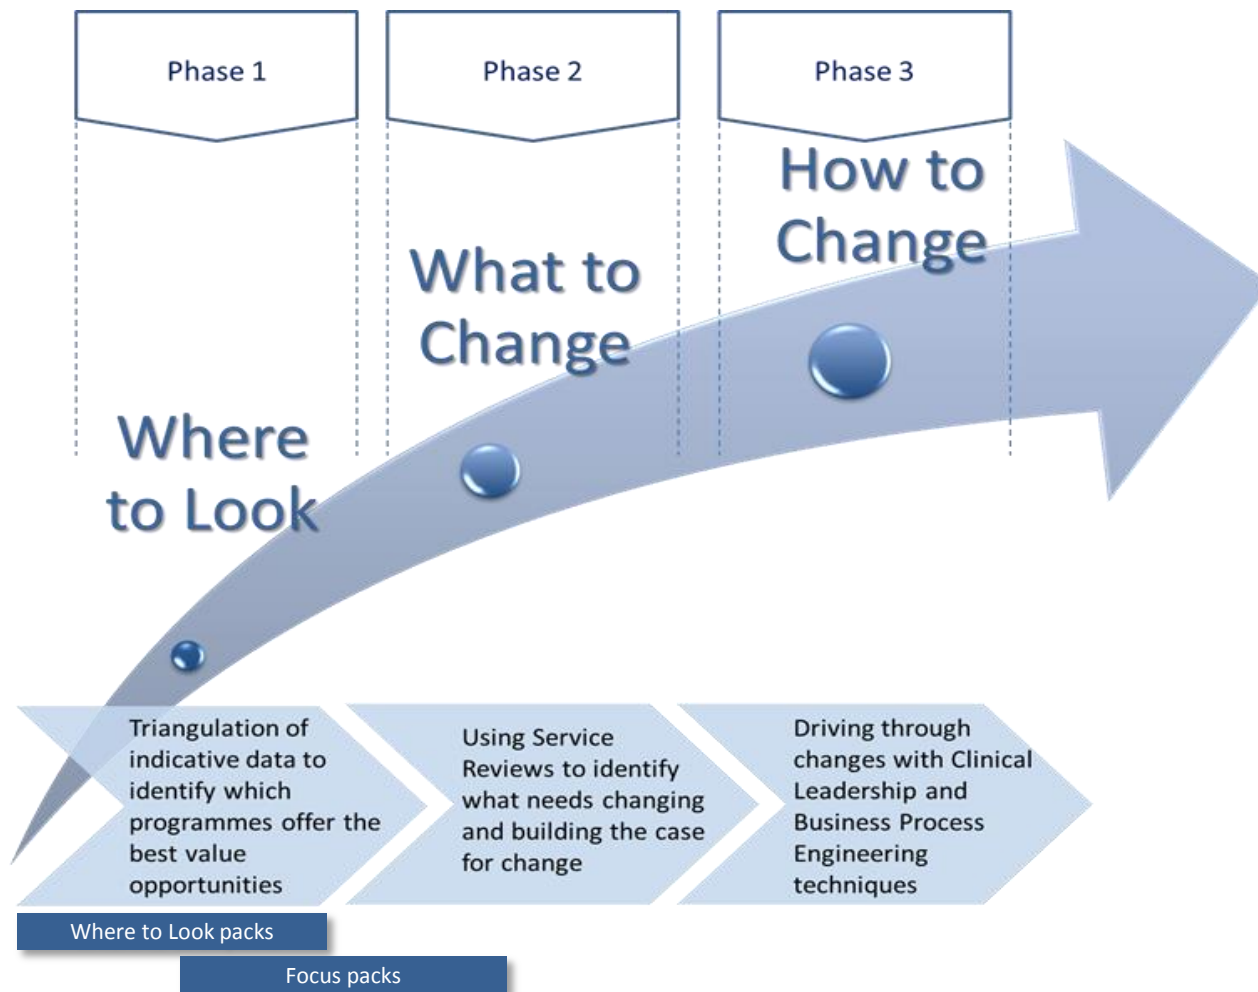 Phase 1
Phase 2
Phase 3
How to
Change
What to
Change
Where
to Look
Triangulation of
indicative data to
identify which
programmes offer the
best value
opportunities
Using Service
Reviews to identify
what needs changing
and building the case
for change
Driving through
changes with Clinical
Leadership and
Business Process
Engineering
techniques
Where to Look packs
Focus packs